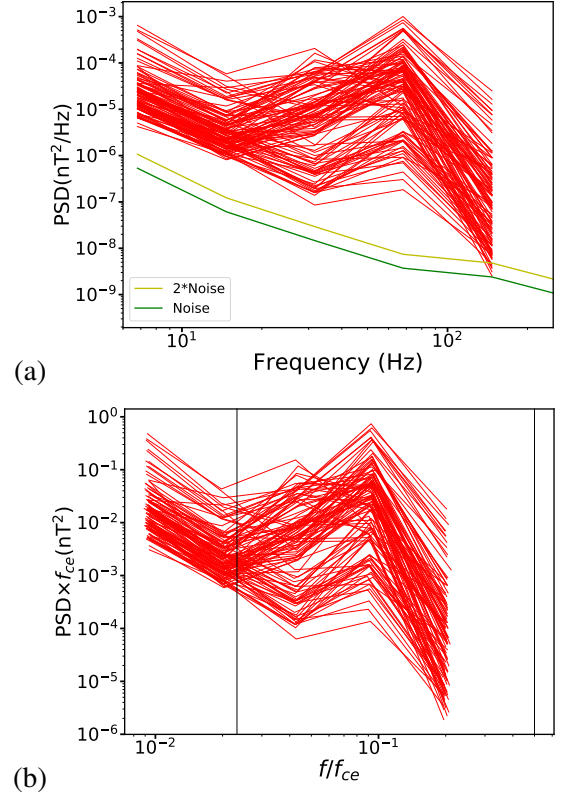 10⁻³
10⁻⁴
10⁻⁵
10⁻⁶
10⁻⁷
10⁻⁸
10⁻⁹
PSD(nT²/Hz)
2*Noise
Noise
10¹ 10²
Frequency (Hz)
(a)
10⁰
10⁻¹
10⁻²
10⁻³
10⁻⁴
10⁻⁵
10⁻⁶
PSD×f_ce(nT²)
10⁻² 10⁻¹
f/f_ce
(b)